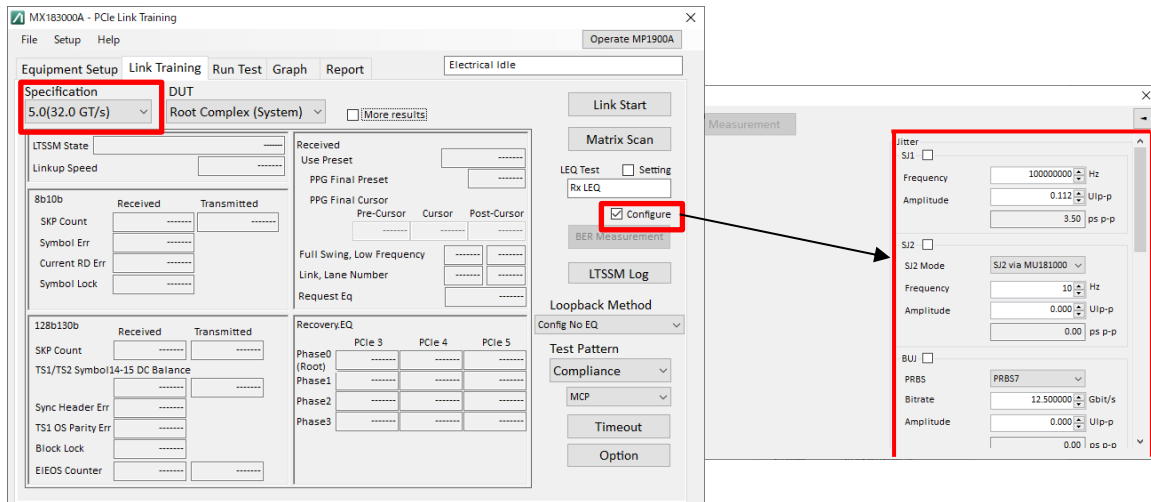 MX183000A - PCIe Link Training
File Setup Help
Operate MP1900A
Equipment Setup Link Training Run Test Graph Report
Electrical Idle
Specification
5.0(32.0 GT/s)
DUT
Root Complex (System)
More results
Link Start
Matrix Scan
LEQ Test Setting
Rx LEQ
Configure
BER Measurement
LTSSM Log
Loopback Method
Config No EQ
Test Pattern
Compliance
MCP
Timeout
Option
LTSSM State ------
Linkup Speed -------
8b10b Received Transmitted
SKP Count ------- -------
Symbol Err -------
Current RD Err -------
Symbol Lock -------
128b130b Received Transmitted
SKP Count ------- -------
TS1/TS2 Symbol14-15 DC Balance
------- -------
Sync Header Err -------
TS1 OS Parity Err -------
Block Lock -------
EIEOS Counter ------- -------
Received
Use Preset -------
PPG Final Preset -------
PPG Final Cursor
Pre-Cursor Cursor Post-Cursor
------- ------- -------
Full Swing, Low Frequency ------- -------
Link, Lane Number ------- -------
Request Eq -------
Recovery.EQ
PCIe 3 PCIe 4 PCIe 5
Phase0 (Root) ------- ------- -------
Phase1 ------- ------- -------
Phase2 ------- ------- -------
Phase3 ------- ------- -------
Measurement
Jitter
SJ1
Frequency 100000000 Hz
Amplitude 0.112 UIp-p
3.50 ps p-p
SJ2
SJ2 Mode SJ2 via MU181000
Frequency 10 Hz
Amplitude 0.000 UIp-p
0.00 ps p-p
BUJ
PRBS PRBS7
Bitrate 12.500000 Gbit/s
Amplitude 0.000 UIp-p
0.00 ps p-p